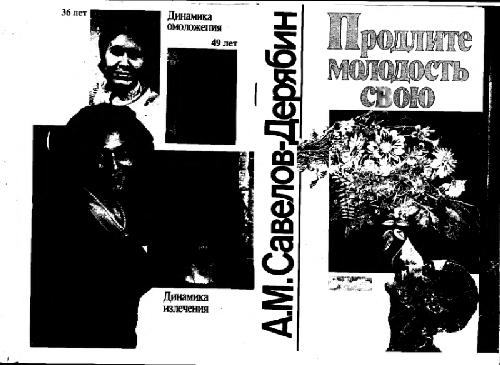 36 лет
Динамика
омоложения
49 лет
Динамика
излечения
А.М. Савелов-Дерябин
Продлите
молодость
свою